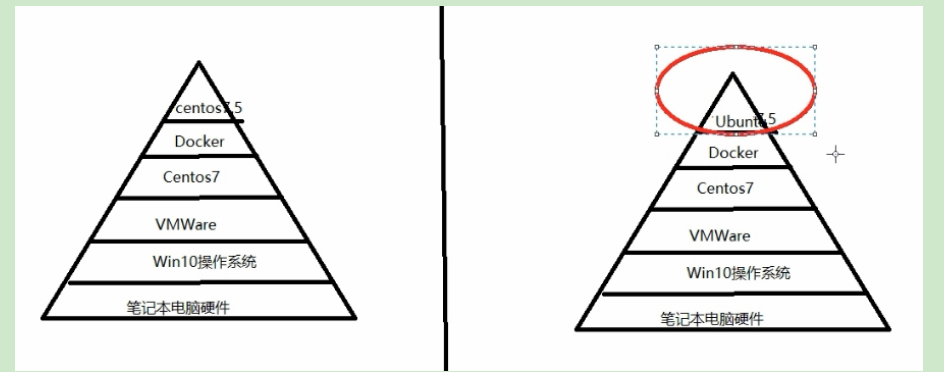 centos7,5
Docker
Centos7
VMWare
Win10操作系统
笔记本电脑硬件
Ubuntu7.5
Docker
Centos7
VMWare
Win10操作系统
笔记本电脑硬件